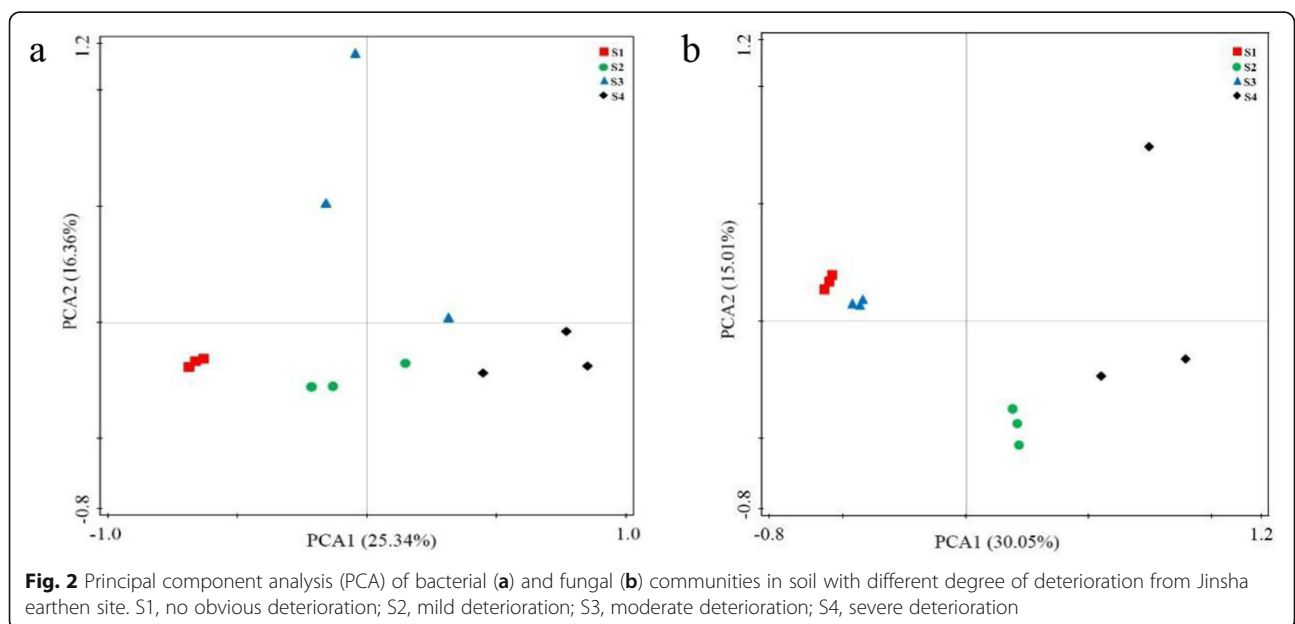 a
1.2
PCA2 (16.36%)
-0.8
-1.0
PCA1 (25.34%)
1.0
S1
S2
S3
S4
b
1.2
PCA2 (15.01%)
-0.8
-0.8
PCA1 (30.05%)
1.2
S1
S2
S3
S4
Fig. 2 Principal component analysis (PCA) of bacterial (a) and fungal (b) communities in soil with different degree of deterioration from Jinsha
earthen site. S1, no obvious deterioration; S2, mild deterioration; S3, moderate deterioration; S4, severe deterioration